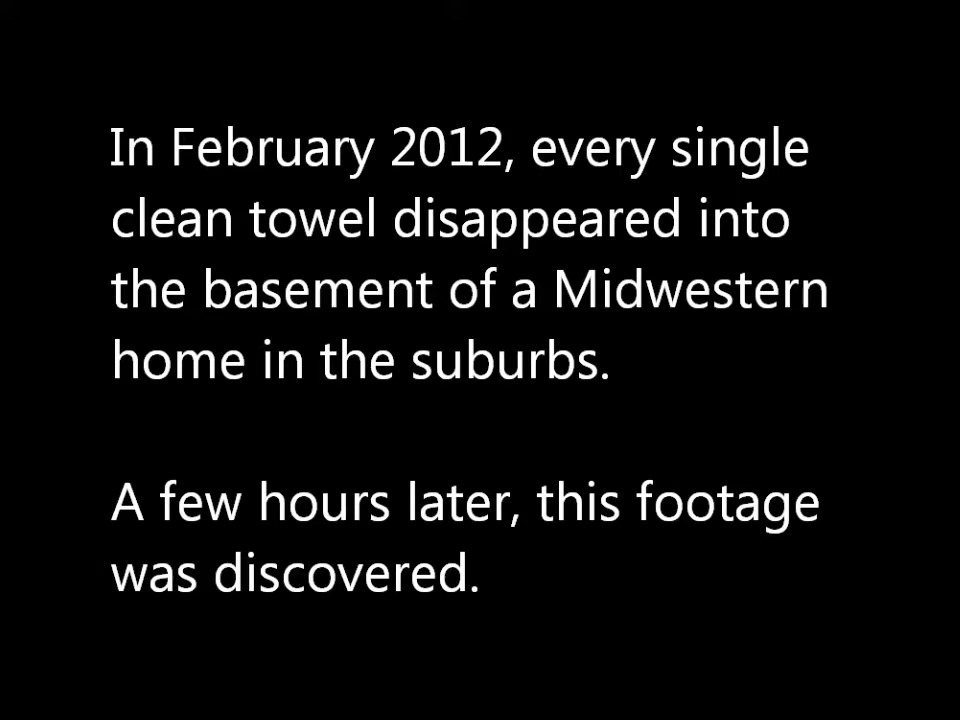 In February 2012, every single
clean towel disappeared into
the basement of a Midwestern
home in the suburbs.
A few hours later, this footage
was discovered.